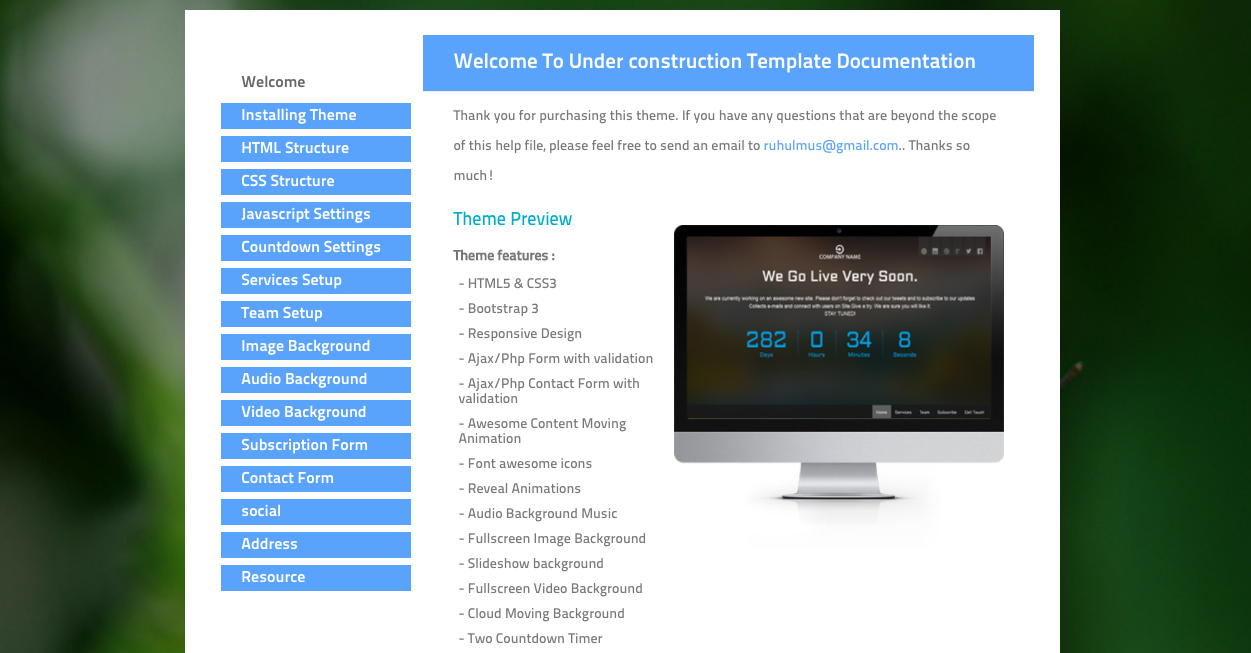 Welcome
Installing Theme
HTML Structure
CSS Structure
Javascript Settings
Countdown Settings
Services Setup
Team Setup
Image Background
Audio Background
Video Background
Subscription Form
Contact Form
social
Address
Resource
Welcome To Under construction Template Documentation
Thank you for purchasing this theme. If you have any questions that are beyond the scope
of this help file, please feel free to send an email to ruhulmus@gmail.com.. Thanks so
much!
Theme Preview
Theme features :
- HTML5 & CSS3
- Bootstrap 3
- Responsive Design
- Ajax/Php Form with validation
- Ajax/Php Contact Form with
validation
- Awesome Content Moving
Animation
- Font awesome icons
- Reveal Animations
- Audio Background Music
- Fullscreen Image Background
- Slideshow background
- Fullscreen Video Background
- Cloud Moving Background
- Two Countdown Timer
COMPANY NAME
We Go Live Very Soon.
We are currently working on an awesome new site. Please don't forget to check out our tweets and to subscribe to our updates
Collects e-mails and connect with users on Site Give a try. We are sure you will like it.
STAY TUNED!
282 0 34 8
Days Hours Minutes Seconds
Home Services Team Subscribe Get Touch!